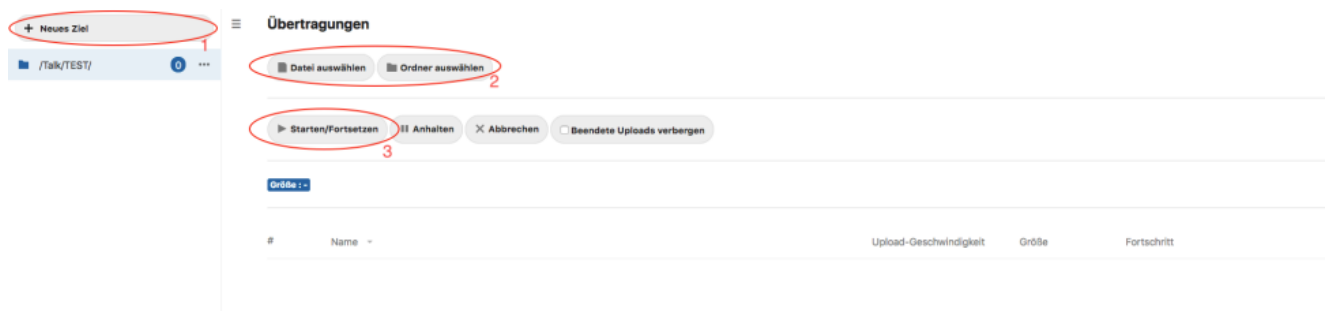 + Neues Ziel
1
/Talk/TEST/ 0 ...
Übertragungen
Datei auswählen Ordner auswählen
2
Starten/Fortsetzen Anhalten Abbrechen Beendete Uploads verbergen
3
Größe : -
# Name Upload-Geschwindigkeit Größe Fortschritt